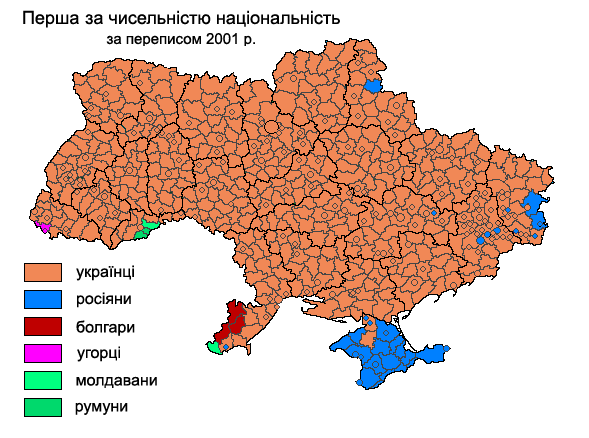 Перша за чисельністю національність
за переписом 2001 р.
українці
росіяни
болгари
угорці
молдавани
румуни